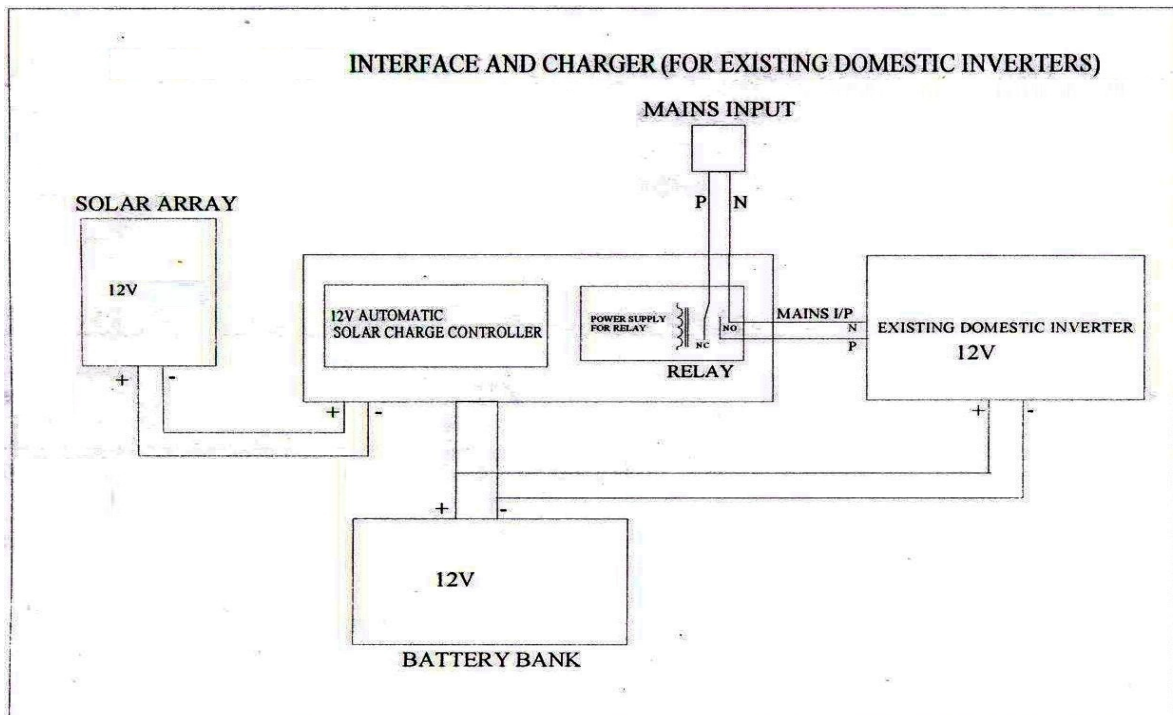 INTERFACE AND CHARGER (FOR EXISTING DOMESTIC INVERTERS)
MAINS INPUT
P N
SOLAR ARRAY
12V
12V AUTOMATIC
SOLAR CHARGE CONTROLLER
POWER SUPPLY
FOR RELAY
NC
NO
RELAY
MAINS I/P
N
P
EXISTING DOMESTIC INVERTER
12V
+ -
+ -
+ -
+ -
12V
BATTERY BANK